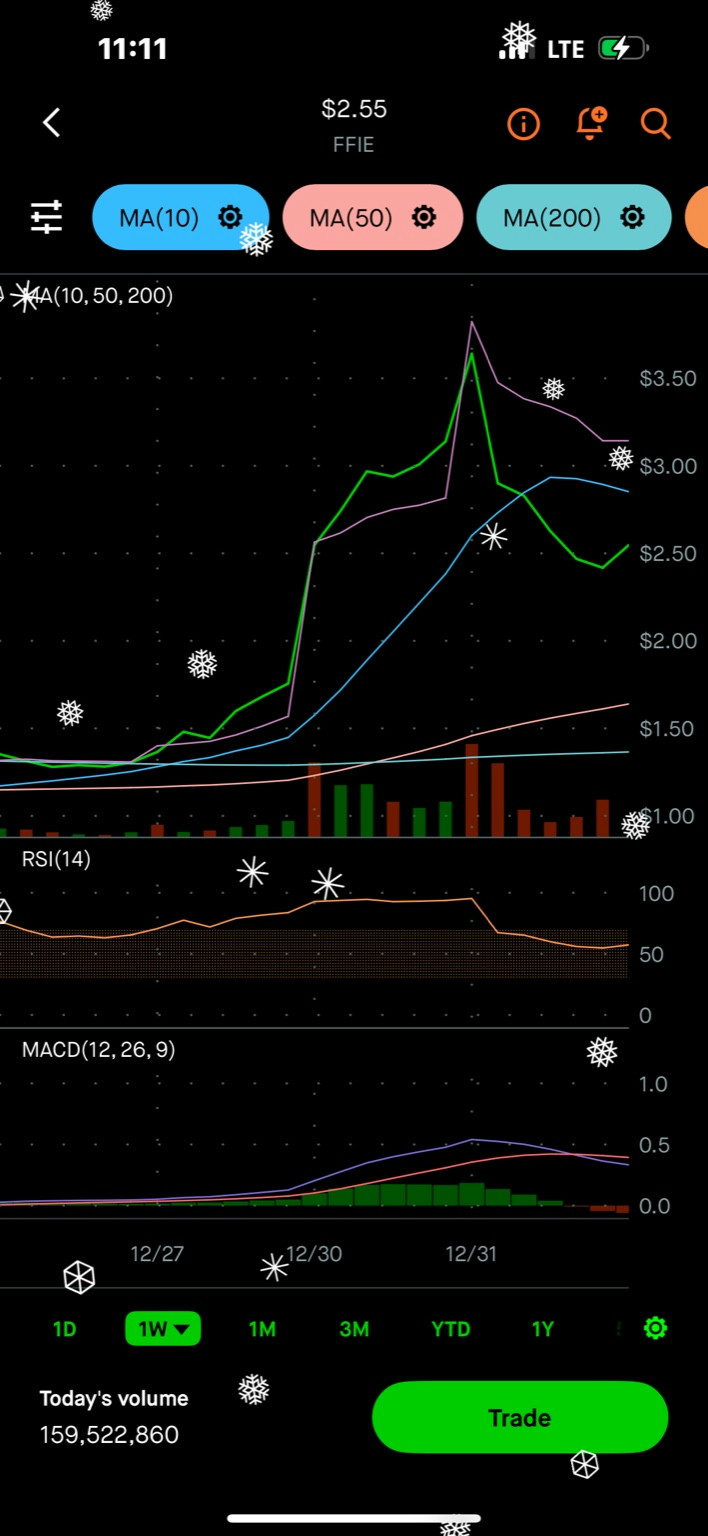 11:11
LTE
$2.55
FFIE
MA(10)
MA(50)
MA(200)
MA(10,50,200)
$3.50
$3.00
$2.50
$2.00
$1.50
$1.00
RSI(14)
100
50
0
MACD(12,26,9)
1.0
0.5
0.0
12/27 12/30 12/31
1D 1W 1M 3M YTD 1Y
Today's volume
159,522,860
Trade